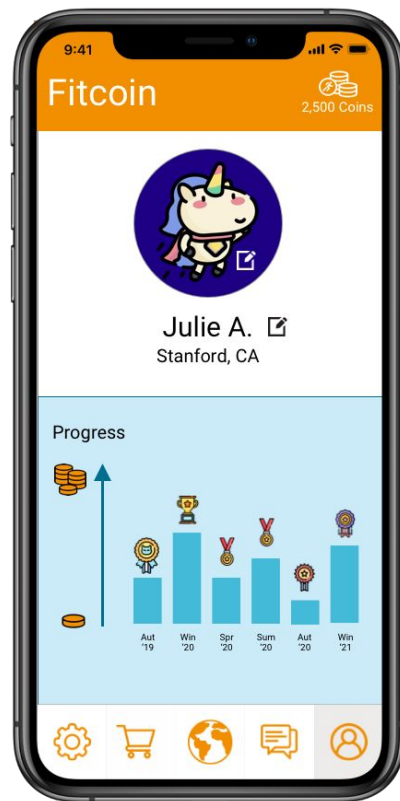 9:41
Fitcoin
2,500 Coins
Julie A.
Stanford, CA
Progress
Aut Win Spr Sum Aut Win
'19 '20 '20 '20 '20 '21